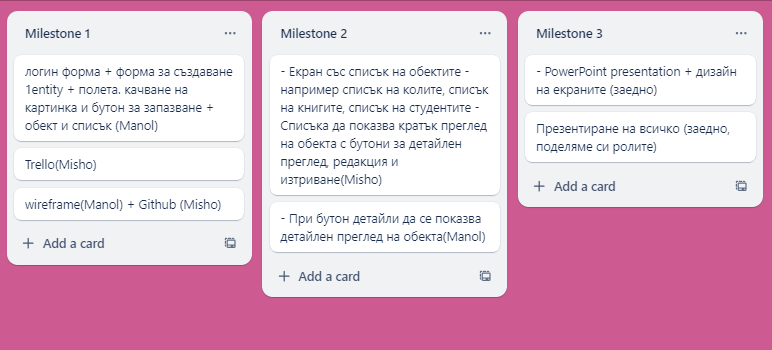 Milestone 1
логин форма + форма за създаване
1entity + полета. качване на
картинка и бутон за запазване +
обект и списък (Manol)
Trello(Misho)
wireframe(Manol) + Github (Misho)
+ Add a card
Milestone 2
- Екран със списък на обектите -
например списък на колите, списък
на книгите, списък на студентите -
Списъка да показва кратък преглед
на обекта с бутони за детайлен
преглед, редакция и
изтриване(Misho)
- При бутон детайли да се показва
детайлен преглед на обекта(Manol)
+ Add a card
Milestone 3
- PowerPoint presentation + дизайн
на екраните (заедно)
Презентиране на всичко (заедно,
поделяме си ролите)
+ Add a card